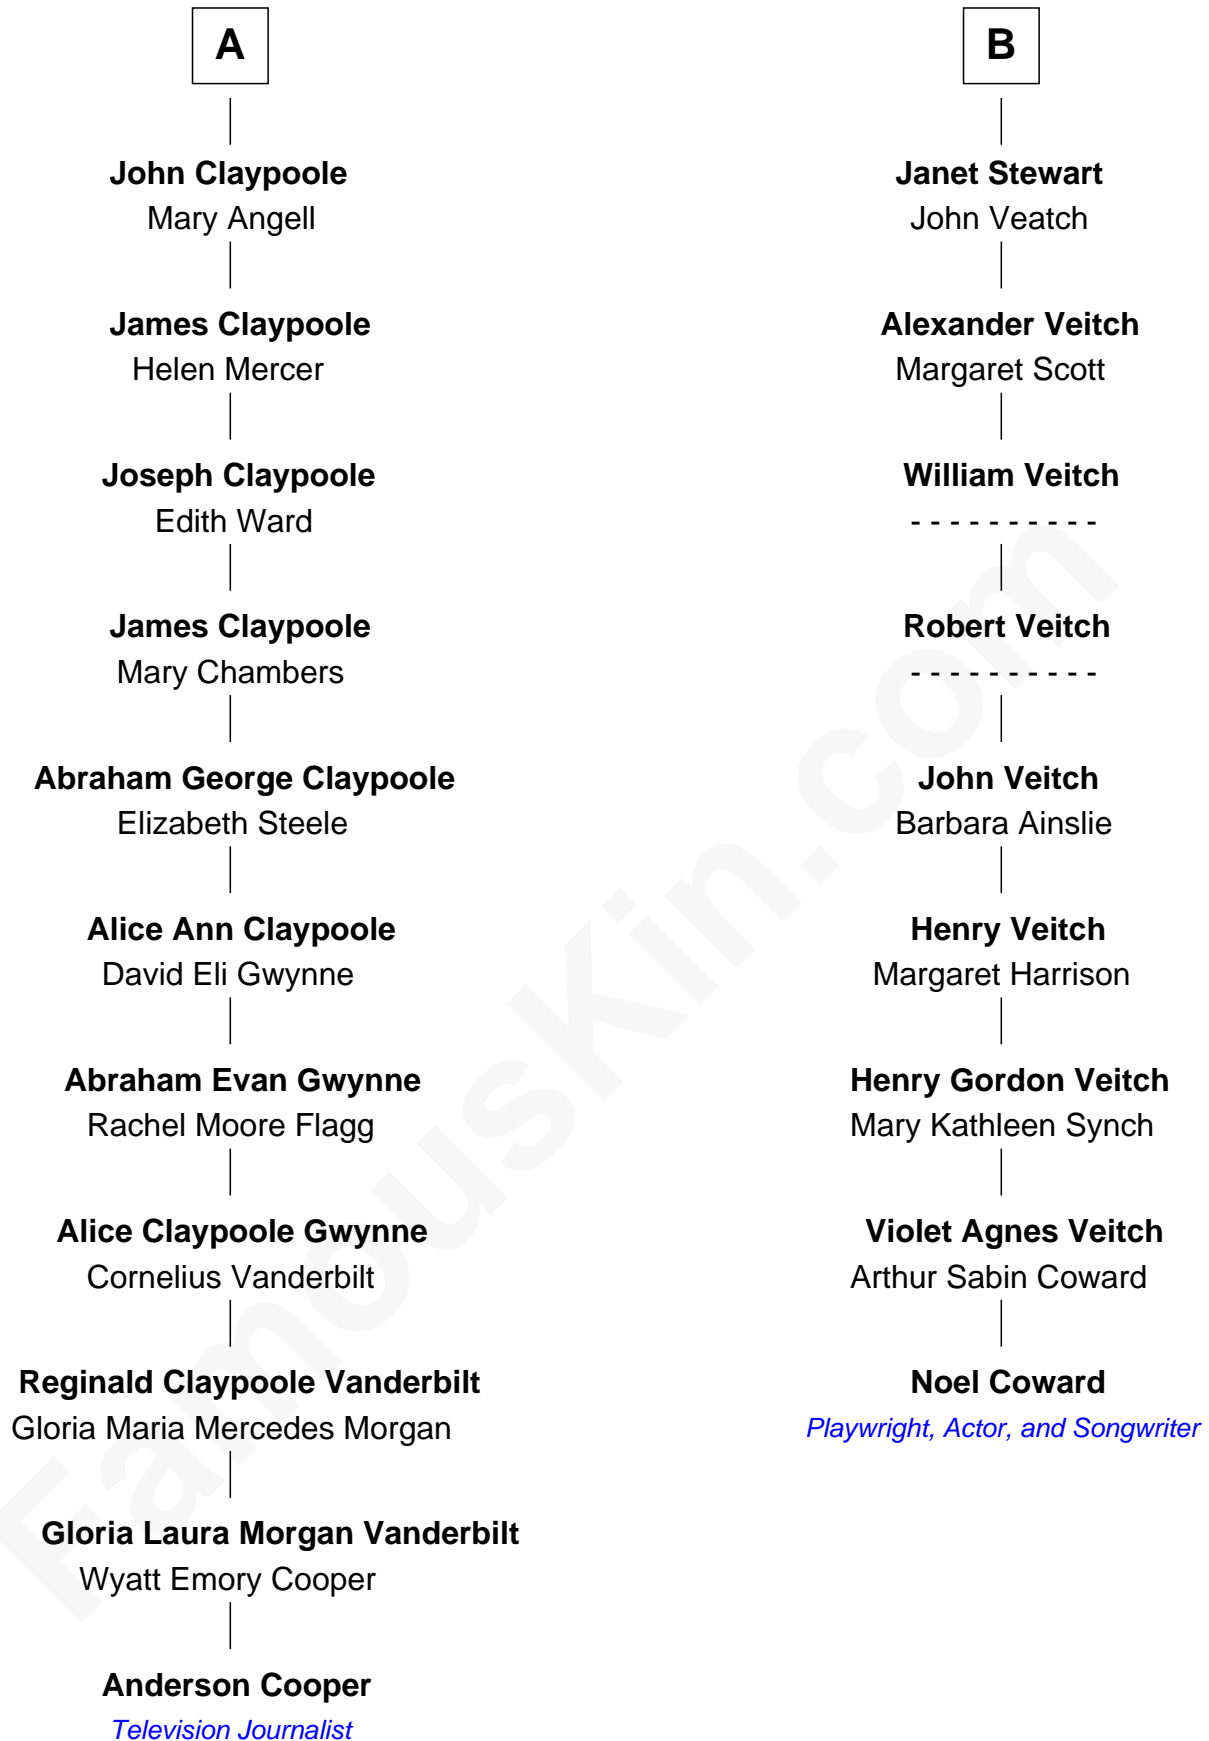 A
John Claypoole
Mary Angell
James Claypoole
Helen Mercer
Joseph Claypoole
Edith Ward
James Claypoole
Mary Chambers
Abraham George Claypoole
Elizabeth Steele
Alice Ann Claypoole
David Eli Gwynne
Abraham Evan Gwynne
Rachel Moore Flagg
Alice Claypoole Gwynne
Cornelius Vanderbilt
Reginald Claypoole Vanderbilt
Gloria Maria Mercedes Morgan
Gloria Laura Morgan Vanderbilt
Wyatt Emory Cooper
Anderson Cooper
Television Journalist
B
Janet Stewart
John Veatch
Alexander Veitch
Margaret Scott
William Veitch
- - - - - - - - - -
Robert Veitch
- - - - - - - - - -
John Veitch
Barbara Ainslie
Henry Veitch
Margaret Harrison
Henry Gordon Veitch
Mary Kathleen Synch
Violet Agnes Veitch
Arthur Sabin Coward
Noel Coward
Playwright, Actor, and Songwriter
FamousKin.com